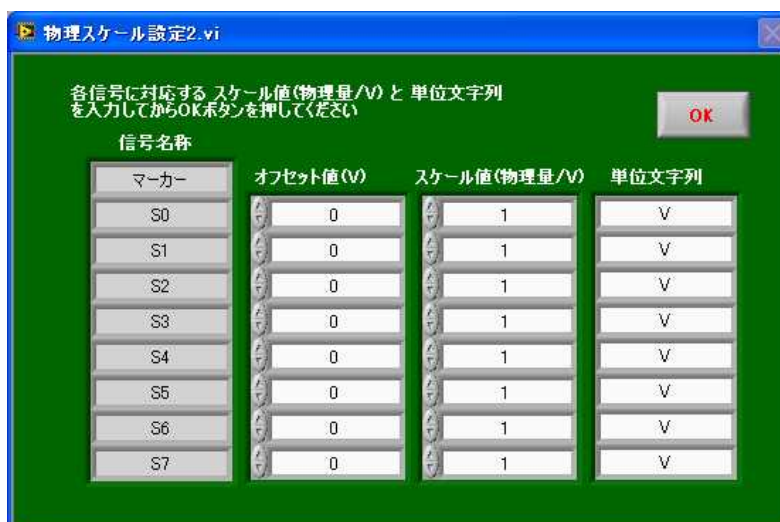 物理スケール設定2.vi
各信号に対応する スケール値(物理量/V) と 単位文字列
を入力してからOKボタンを押してください
OK
信号名称
マーカー オフセット値(V) スケール値(物理量/V) 単位文字列
S0 0 1 V
S1 0 1 V
S2 0 1 V
S3 0 1 V
S4 0 1 V
S5 0 1 V
S6 0 1 V
S7 0 1 V